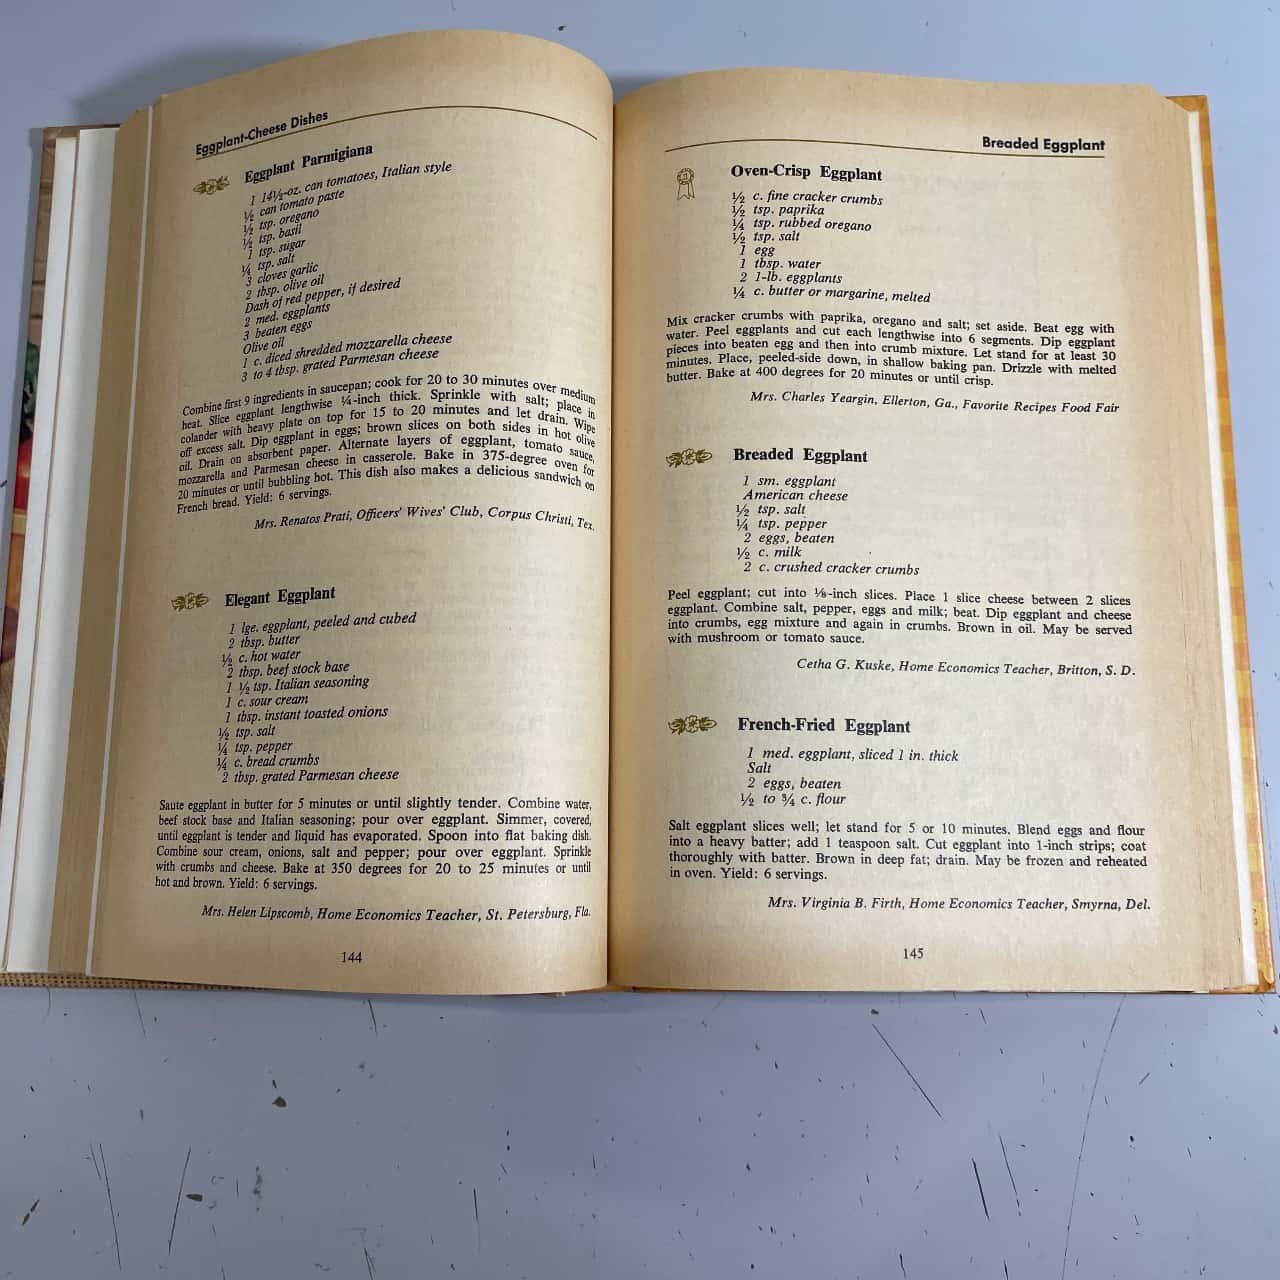 Eggplant-Cheese Dishes
Eggplant Parmigiana
1 14½-oz. can tomatoes, Italian style
½ can tomato paste
½ tsp. oregano
½ tsp. basil
1 tsp. sugar
¼ tsp. salt
3 cloves garlic
2 tbsp. olive oil
Dash of red pepper, if desired
2 med. eggplants
3 beaten eggs
Olive oil
1 c. diced shredded mozzarella cheese
3 to 4 tbsp. grated Parmesan cheese
Combine first 9 ingredients in saucepan; cook for 20 to 30 minutes over medium
heat. Slice eggplant lengthwise ¼-inch thick. Sprinkle with salt; place in
colander with heavy plate on top for 15 to 20 minutes and let drain. Wipe
off excess salt. Dip eggplant in eggs; brown slices on both sides in hot olive
oil. Drain on absorbent paper. Alternate layers of eggplant, tomato sauce,
mozzarella and Parmesan cheese in casserole. Bake in 375-degree oven for
20 minutes or until bubbling hot. This dish also makes a delicious sandwich on
French bread. Yield: 6 servings.
Mrs. Renatos Prati, Officers' Wives' Club, Corpus Christi, Tex.
Elegant Eggplant
1 lge. eggplant, peeled and cubed
2 tbsp. butter
½ c. hot water
2 tbsp. beef stock base
1 ½ tsp. Italian seasoning
1 c. sour cream
1 tbsp. instant toasted onions
½ tsp. salt
¼ tsp. pepper
¼ c. bread crumbs
2 tbsp. grated Parmesan cheese
Saute eggplant in butter for 5 minutes or until slightly tender. Combine water,
beef stock base and Italian seasoning; pour over eggplant. Simmer, covered,
until eggplant is tender and liquid has evaporated. Spoon into flat baking dish.
Combine sour cream, onions, salt and pepper; pour over eggplant. Sprinkle
with crumbs and cheese. Bake at 350 degrees for 20 to 25 minutes or until
hot and brown. Yield: 6 servings.
Mrs. Helen Lipscomb, Home Economics Teacher, St. Petersburg, Fla.
144
Breaded Eggplant
Oven-Crisp Eggplant
½ c. fine cracker crumbs
½ tsp. paprika
¼ tsp. rubbed oregano
½ tsp. salt
1 egg
1 tbsp. water
2 1-lb. eggplants
¼ c. butter or margarine, melted
Mix cracker crumbs with paprika, oregano and salt; set aside. Beat egg with
water. Peel eggplants and cut each lengthwise into 6 segments. Dip eggplant
pieces into beaten egg and then into crumb mixture. Let stand for at least 30
minutes. Place, peeled-side down, in shallow baking pan. Drizzle with melted
butter. Bake at 400 degrees for 20 minutes or until crisp.
Mrs. Charles Yeargin, Ellerton, Ga., Favorite Recipes Food Fair
Breaded Eggplant
1 sm. eggplant
American cheese
½ tsp. salt
¼ tsp. pepper
2 eggs, beaten
½ c. milk
2 c. crushed cracker crumbs
Peel eggplant; cut into ⅛-inch slices. Place 1 slice cheese between 2 slices
eggplant. Combine salt, pepper, eggs and milk; beat. Dip eggplant and cheese
into crumbs, egg mixture and again in crumbs. Brown in oil. May be served
with mushroom or tomato sauce.
Cetha G. Kuske, Home Economics Teacher, Britton, S. D.
French-Fried Eggplant
1 med. eggplant, sliced 1 in. thick
Salt
2 eggs, beaten
½ to ¾ c. flour
Salt eggplant slices well; let stand for 5 or 10 minutes. Blend eggs and flour
into a heavy batter; add 1 teaspoon salt. Cut eggplant into 1-inch strips; coat
thoroughly with batter. Brown in deep fat; drain. May be frozen and reheated
in oven. Yield: 6 servings.
Mrs. Virginia B. Firth, Home Economics Teacher, Smyrna, Del.
145